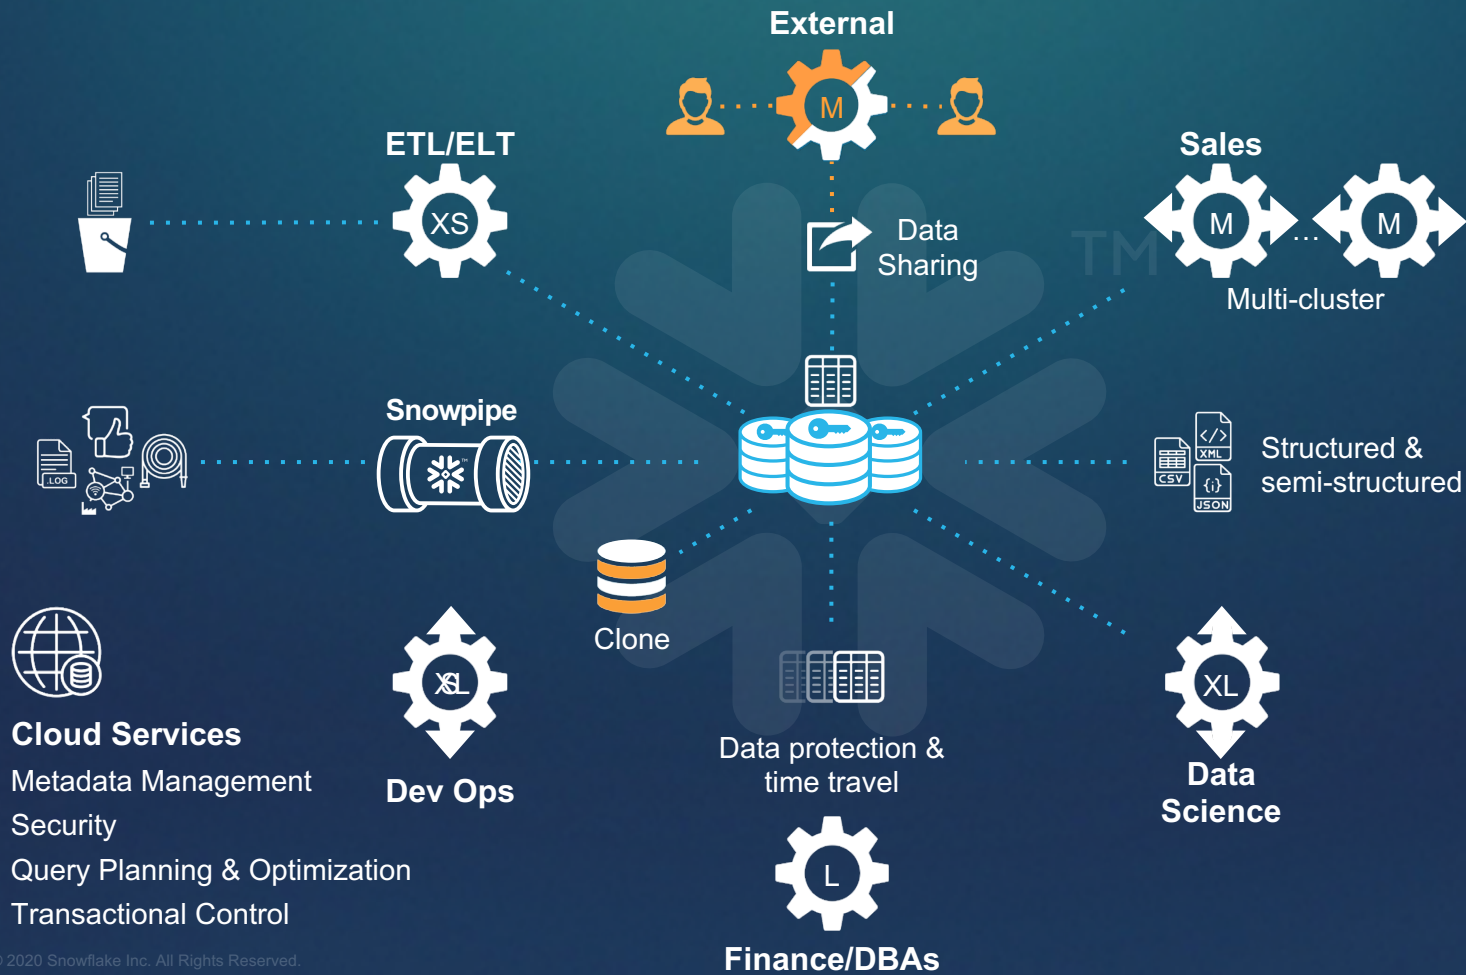 External
M
ETL/ELT
XS
Sales
M
...
M
Multi-cluster
Data
Sharing
TM
Snowpipe
.LOG
XML
CSV
{i}
JSON
</>
Structured &
semi-structured
Clone
Cloud Services
Metadata Management
Security
Query Planning & Optimization
Transactional Control
Dev Ops
Data protection &
time travel
L
Finance/DBAs
XL
Data
Science
© 2020 Snowflake Inc. All Rights Reserved.